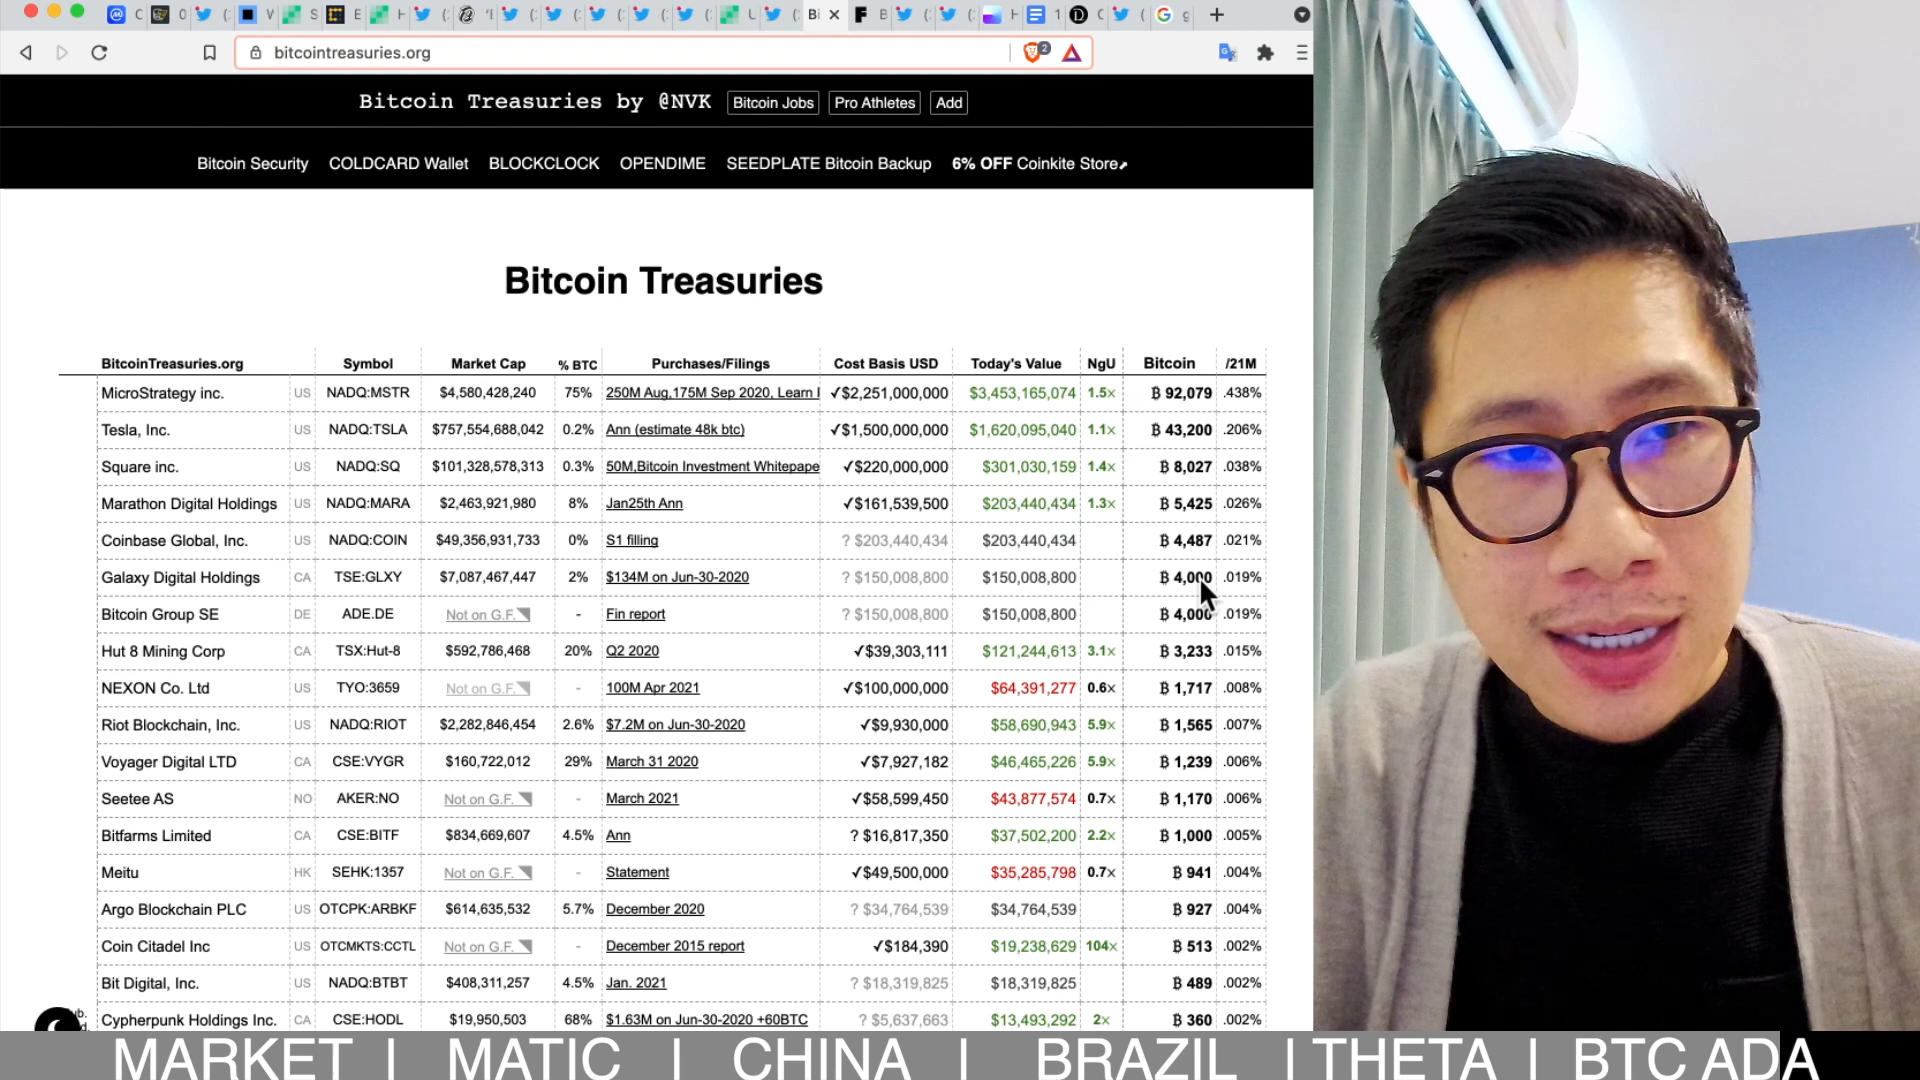 bitcointreasuries.org
2
Bitcoin Treasuries by @NVK Bitcoin Jobs Pro Athletes Add
Bitcoin Security COLDCARD Wallet BLOCKCLOCK OPENDIME SEEDPLATE Bitcoin Backup 6% OFF Coinkite Store
Bitcoin Treasuries
BitcoinTreasuries.org Symbol Market Cap % BTC Purchases/Filings Cost Basis USD Today's Value NgU Bitcoin /21M
MicroStrategy inc. US NADQ:MSTR $4,580,428,240 75% 250M Aug,175M Sep 2020, Learn ✓$2,251,000,000 $3,453,165,074 1.5x ₿ 92,079 .438%
Tesla, Inc. US NADQ:TSLA $757,554,688,042 0.2% Ann (estimate 48k btc) ✓$1,500,000,000 $1,620,095,040 1.1x ₿ 43,200 .206%
Square inc. US NADQ:SQ $101,328,578,313 0.3% 50M,Bitcoin Investment Whitepape ✓$220,000,000 $301,030,159 1.4x ₿ 8,027 .038%
Marathon Digital Holdings US NADQ:MARA $2,463,921,980 8% Jan25th Ann ✓$161,539,500 $203,440,434 1.3x ₿ 5,425 .026%
Coinbase Global, Inc. US NADQ:COIN $49,356,931,733 0% S1 filling ? $203,440,434 $203,440,434 ₿ 4,487 .021%
Galaxy Digital Holdings CA TSE:GLXY $7,087,467,447 2% $134M on Jun-30-2020 ? $150,008,800 $150,008,800 ₿ 4,000 .019%
Bitcoin Group SE DE ADE.DE Not on G.F. - Fin report ? $150,008,800 $150,008,800 ₿ 4,000 .019%
Hut 8 Mining Corp CA TSX:Hut-8 $592,786,468 20% Q2 2020 ✓$39,303,111 $121,244,613 3.1x ₿ 3,233 .015%
NEXON Co. Ltd US TYO:3659 Not on G.F. - 100M Apr 2021 ✓$100,000,000 $64,391,277 0.6x ₿ 1,717 .008%
Riot Blockchain, Inc. US NADQ:RIOT $2,282,846,454 2.6% $7.2M on Jun-30-2020 ✓$9,930,000 $58,690,943 5.9x ₿ 1,565 .007%
Voyager Digital LTD CA CSE:VYGR $160,722,012 29% March 31 2020 ✓$7,927,182 $46,465,226 5.9x ₿ 1,239 .006%
Seetee AS NO AKER:NO Not on G.F. - March 2021 ✓$58,599,450 $43,877,574 0.7x ₿ 1,170 .006%
Bitfarms Limited CA CSE:BITF $834,669,607 4.5% Ann ? $16,817,350 $37,502,200 2.2x ₿ 1,000 .005%
Meitu HK SEHK:1357 Not on G.F. - Statement ✓$49,500,000 $35,285,798 0.7x ₿ 941 .004%
Argo Blockchain PLC US OTCPK:ARBKF $614,635,532 5.7% December 2020 ? $34,764,539 $34,764,539 ₿ 927 .004%
Coin Citadel Inc US OTCMKTS:CCTL Not on G.F. - December 2015 report ✓$184,390 $19,238,629 104x ₿ 513 .002%
Bit Digital, Inc. US NADQ:BTBT $408,311,257 4.5% Jan. 2021 ? $18,319,825 $18,319,825 ₿ 489 .002%
Cypherpunk Holdings Inc. CA CSE:HODL $19,950,503 68% $1.63M on Jun-30-2020 +60BTC ? $5,637,663 $13,493,292 2x ₿ 360 .002%
MARKET | MATIC | CHINA | BRAZIL | THETA | BTC ADA